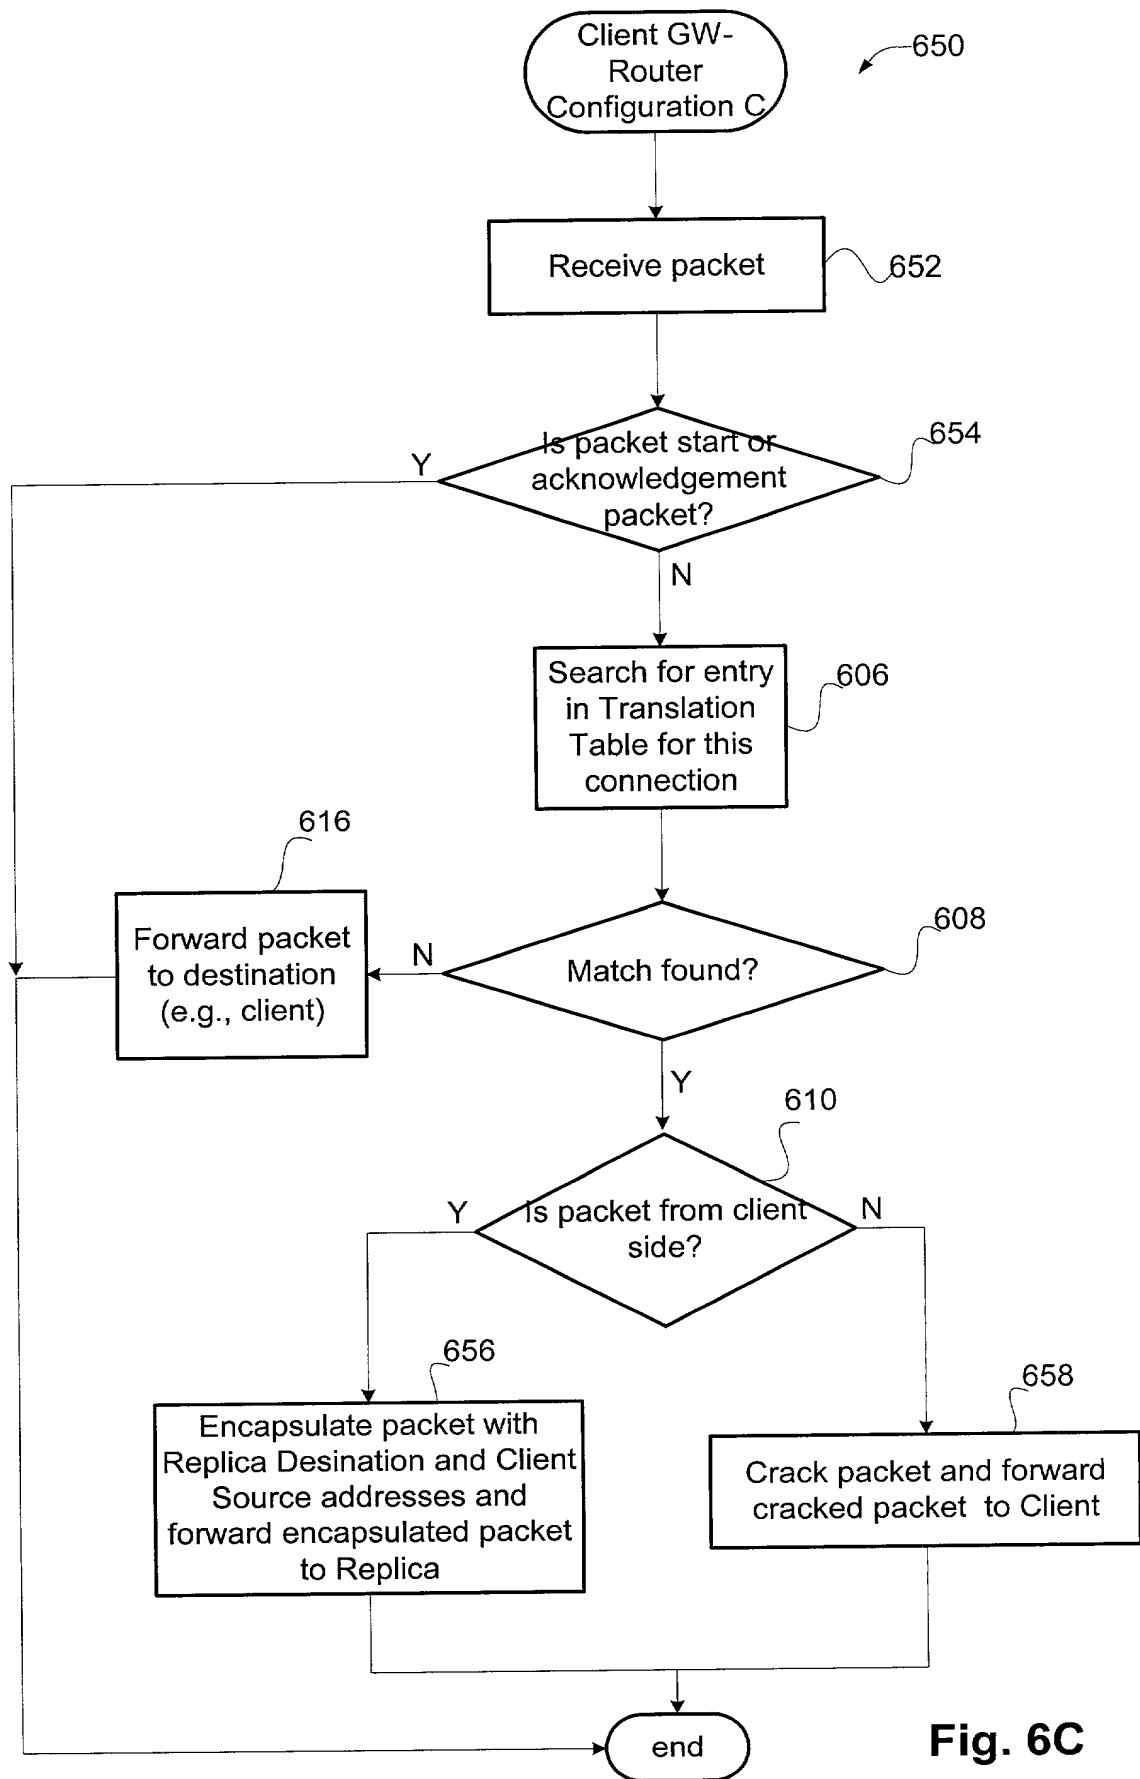 Client GW-
Router
Configuration C
650
Receive packet
652
Is packet start or
acknowledgement
packet?
654
Y
N
Search for entry
in Translation
Table for this
connection
606
616
Forward packet
to destination
(e.g., client)
N
Match found?
608
Y
610
Y
Is packet from client
side?
N
656
Encapsulate packet with
Replica Desination and Client
Source addresses and
forward encapsulated packet
to Replica
658
Crack packet and forward
cracked packet to Client
end
Fig. 6C